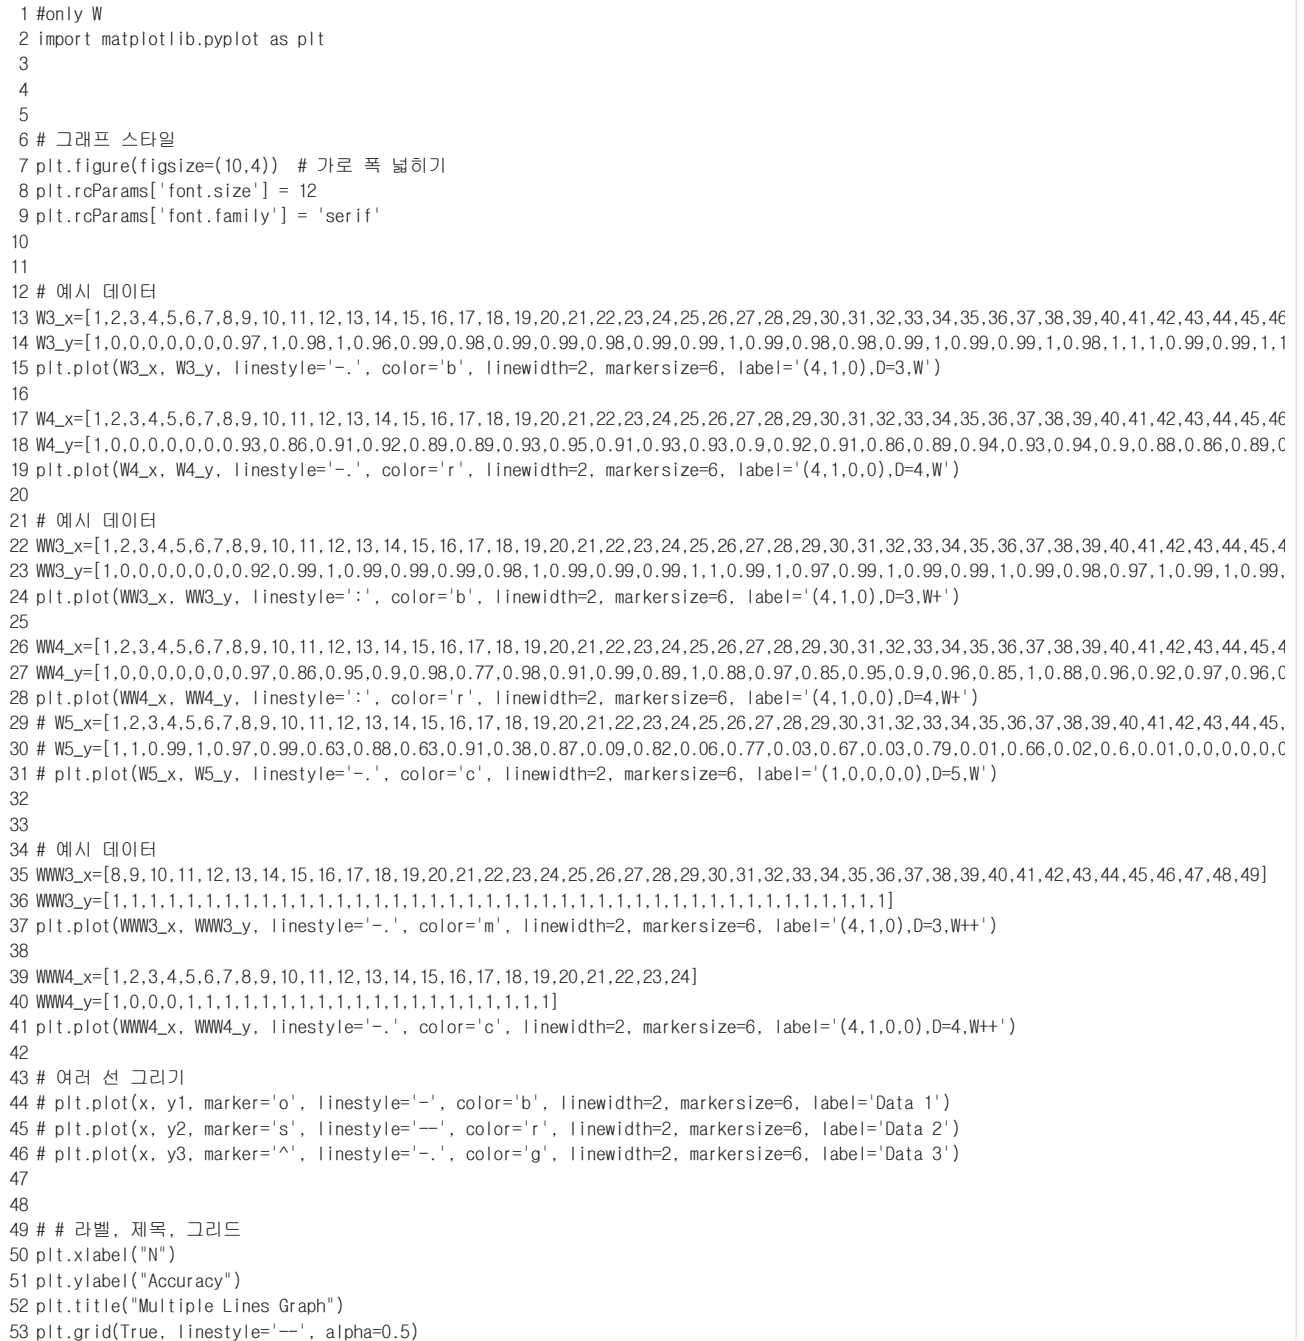 1 #only W
2 import matplotlib.pyplot as plt
3
4
5
6 # 그래프 스타일
7 plt.figure(figsize=(10,4))  # 가로 폭 넓히기
8 plt.rcParams['font.size'] = 12
9 plt.rcParams['font.family'] = 'serif'
10
11
12 # 예시 데이터
13 W3_x=[1,2,3,4,5,6,7,8,9,10,11,12,13,14,15,16,17,18,19,20,21,22,23,24,25,26,27,28,29,30,31,32,33,34,35,36,37,38,39,40,41,42,43,44,45,46
14 W3_y=[1,0,0,0,0,0,0,0.97,1,0.98,1,0.96,0.99,0.98,0.99,0.99,0.98,0.99,0.99,1,0.99,0.98,0.98,0.99,1,0.99,0.99,1,0.98,1,1,1,0.99,0.99,1,1
15 plt.plot(W3_x, W3_y, linestyle='-.', color='b', linewidth=2, markersize=6, label='(4,1,0),D=3,W')
16
17 W4_x=[1,2,3,4,5,6,7,8,9,10,11,12,13,14,15,16,17,18,19,20,21,22,23,24,25,26,27,28,29,30,31,32,33,34,35,36,37,38,39,40,41,42,43,44,45,46
18 W4_y=[1,0,0,0,0,0,0,0.93,0.86,0.91,0.92,0.89,0.89,0.93,0.95,0.91,0.93,0.93,0.9,0.92,0.91,0.86,0.89,0.94,0.93,0.94,0.9,0.88,0.86,0.89,0
19 plt.plot(W4_x, W4_y, linestyle='-.', color='r', linewidth=2, markersize=6, label='(4,1,0,0),D=4,W')
20
21 # 예시 데이터
22 WW3_x=[1,2,3,4,5,6,7,8,9,10,11,12,13,14,15,16,17,18,19,20,21,22,23,24,25,26,27,28,29,30,31,32,33,34,35,36,37,38,39,40,41,42,43,44,45,4
23 WW3_y=[1,0,0,0,0,0,0,0.92,0.99,1,0.99,0.99,0.99,0.98,1,0.99,0.99,0.99,1,1,0.99,1,0.97,0.99,1,0.99,0.99,1,0.99,0.98,0.97,1,0.99,1,0.99,
24 plt.plot(WW3_x, WW3_y, linestyle=':', color='b', linewidth=2, markersize=6, label='(4,1,0),D=3,W+')
25
26 WW4_x=[1,2,3,4,5,6,7,8,9,10,11,12,13,14,15,16,17,18,19,20,21,22,23,24,25,26,27,28,29,30,31,32,33,34,35,36,37,38,39,40,41,42,43,44,45,4
27 WW4_y=[1,0,0,0,0,0,0,0.97,0.86,0.95,0.9,0.98,0.77,0.98,0.91,0.99,0.89,1,0.88,0.97,0.85,0.95,0.9,0.96,0.85,1,0.88,0.96,0.92,0.97,0.96,0
28 plt.plot(WW4_x, WW4_y, linestyle=':', color='r', linewidth=2, markersize=6, label='(4,1,0,0),D=4,W+')
29 # W5_x=[1,2,3,4,5,6,7,8,9,10,11,12,13,14,15,16,17,18,19,20,21,22,23,24,25,26,27,28,29,30,31,32,33,34,35,36,37,38,39,40,41,42,43,44,45,
30 # W5_y=[1,1,0.99,1,0.97,0.99,0.63,0.88,0.63,0.91,0.38,0.87,0.09,0.82,0.06,0.77,0.03,0.67,0.03,0.79,0.01,0.66,0.02,0.6,0.01,0,0,0,0,0,0
31 # plt.plot(W5_x, W5_y, linestyle='-.', color='c', linewidth=2, markersize=6, label='(1,0,0,0,0),D=5,W')
32
33
34 # 예시 데이터
35 WWW3_x=[8,9,10,11,12,13,14,15,16,17,18,19,20,21,22,23,24,25,26,27,28,29,30,31,32,33,34,35,36,37,38,39,40,41,42,43,44,45,46,47,48,49]
36 WWW3_y=[1,1,1,1,1,1,1,1,1,1,1,1,1,1,1,1,1,1,1,1,1,1,1,1,1,1,1,1,1,1,1,1,1,1,1,1,1,1,1,1,1,1]
37 plt.plot(WWW3_x, WWW3_y, linestyle='-.', color='m', linewidth=2, markersize=6, label='(4,1,0),D=3,W++')
38
39 WWW4_x=[1,2,3,4,5,6,7,8,9,10,11,12,13,14,15,16,17,18,19,20,21,22,23,24]
40 WWW4_y=[1,0,0,0,1,1,1,1,1,1,1,1,1,1,1,1,1,1,1,1,1,1,1,1]
41 plt.plot(WWW4_x, WWW4_y, linestyle='-.', color='c', linewidth=2, markersize=6, label='(4,1,0,0),D=4,W++')
42
43 # 여러 선 그리기
44 # plt.plot(x, y1, marker='o', linestyle='-', color='b', linewidth=2, markersize=6, label='Data 1')
45 # plt.plot(x, y2, marker='s', linestyle='--', color='r', linewidth=2, markersize=6, label='Data 2')
46 # plt.plot(x, y3, marker='^', linestyle='-.', color='g', linewidth=2, markersize=6, label='Data 3')
47
48
49 # # 라벨, 제목, 그리드
50 plt.xlabel("N")
51 plt.ylabel("Accuracy")
52 plt.title("Multiple Lines Graph")
53 plt.grid(True, linestyle='--', alpha=0.5)